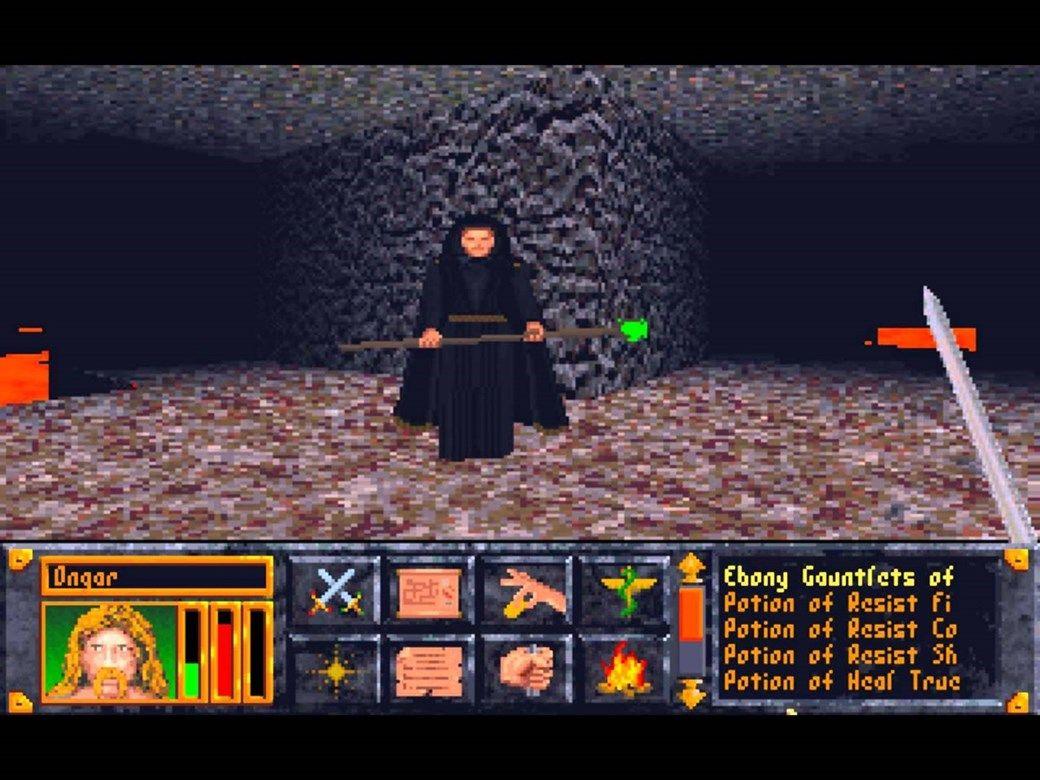 Ongar
Ebony Gauntlets of
Potion of Resist Fi
Potion of Resist Co
Potion of Resist Sh
Potion of Heal True